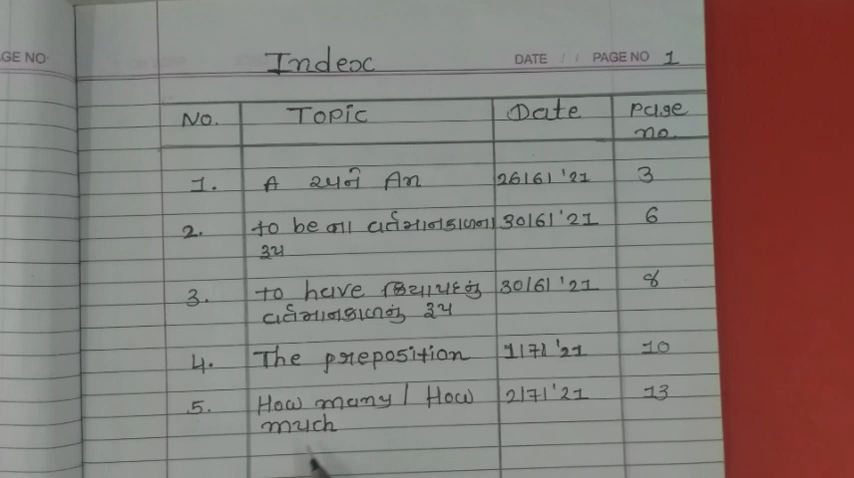 GE NO
Index
DATE / / PAGE NO 1
No. Topic Date Page no.
1. A અને An 26/6/'21 3
2. to be ના વર્તમાનકાળના 30/6/'21 6
રૂપ
3. to have ક્રિયાપદનું 30/6/'21 8
વર્તમાનકાળનું રૂપ
4. The preposition 1/7/'21 10
5. How many / How 2/7/'21 13
much